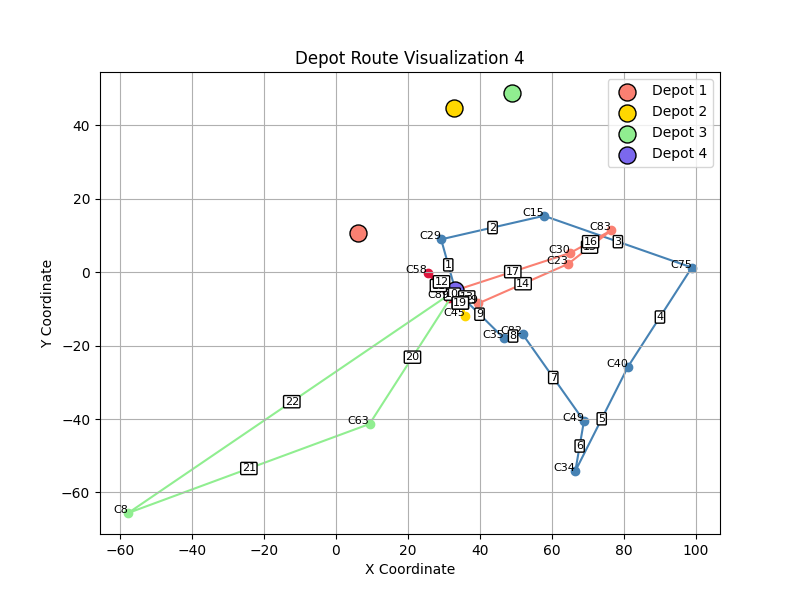 Depot Route Visualization 4
Depot 1
Depot 2
Depot 3
Depot 4
Y Coordinate
40
20
0
−20
−40
−60
C15
C83
C29
2
3
16
1
C30
C23
C75
17
C58
12
14
19
9
4
C45
C35
8
C82
20
C40
7
22
C63
C49
5
6
21
C34
C8
−60
−40
−20
0
20
40
60
80
100
X Coordinate